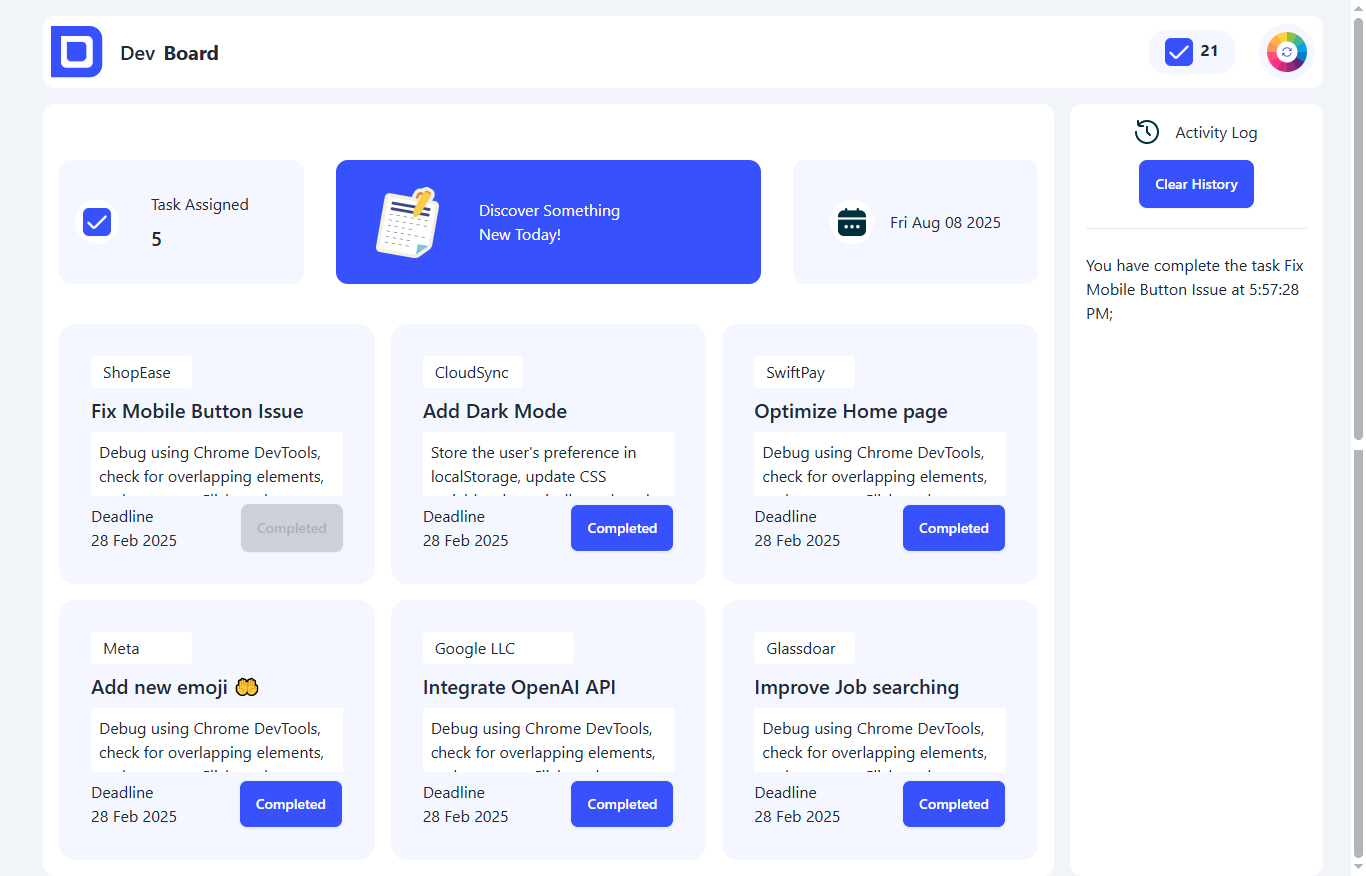 Dev Board
21
Task Assigned
5
Discover Something
New Today!
Fri Aug 08 2025
Activity Log
Clear History
You have complete the task Fix
Mobile Button Issue at 5:57:28
PM;
ShopEase
Fix Mobile Button Issue
Debug using Chrome DevTools,
check for overlapping elements,
Deadline
28 Feb 2025
Completed
CloudSync
Add Dark Mode
Store the user's preference in
localStorage, update CSS
Deadline
28 Feb 2025
Completed
SwiftPay
Optimize Home page
Debug using Chrome DevTools,
check for overlapping elements,
Deadline
28 Feb 2025
Completed
Meta
Add new emoji 🤲
Debug using Chrome DevTools,
check for overlapping elements,
Deadline
28 Feb 2025
Completed
Google LLC
Integrate OpenAI API
Debug using Chrome DevTools,
check for overlapping elements,
Deadline
28 Feb 2025
Completed
Glassdoar
Improve Job searching
Debug using Chrome DevTools,
check for overlapping elements,
Deadline
28 Feb 2025
Completed